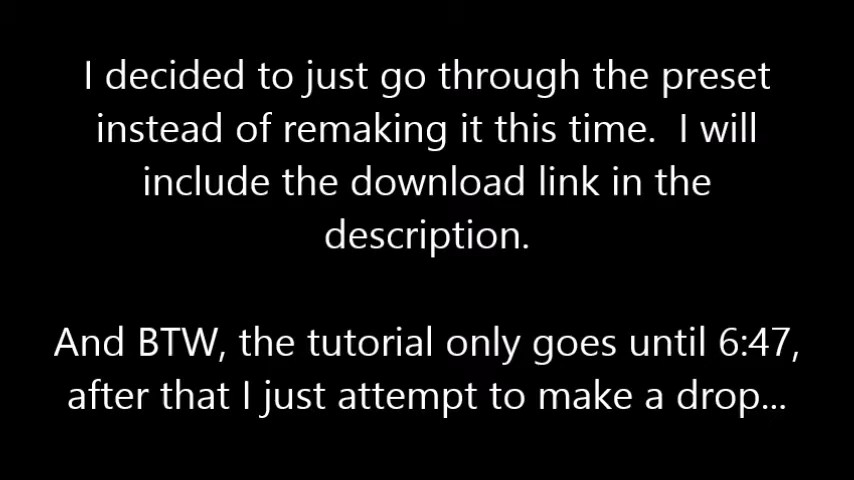 I decided to just go through the preset
instead of remaking it this time.  I will
include the download link in the
description.
And BTW, the tutorial only goes until 6:47,
after that I just attempt to make a drop...